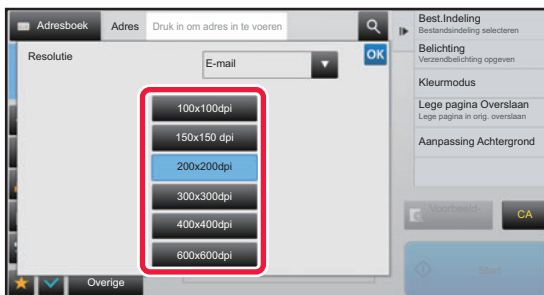 Adresboek
Adres
Druk in om adres in te voeren
Resolutie
E-mail
OK
100x100dpi
150x150 dpi
200x200dpi
300x300dpi
400x400dpi
600x600dpi
Overige
Best.Indeling
Bestandsindeling selecteren
Belichting
Verzendbelichting opgeven
Kleurmodus
Lege pagina Overslaan
Lege pagina in orig. overslaan
Aanpassing Achtergrond
Voorbeeld-
CA
Start